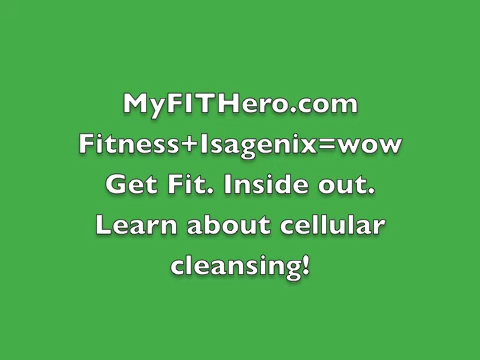 MyFITHero.com
Fitness+Isagenix=wow
Get Fit. Inside out.
Learn about cellular
cleansing!